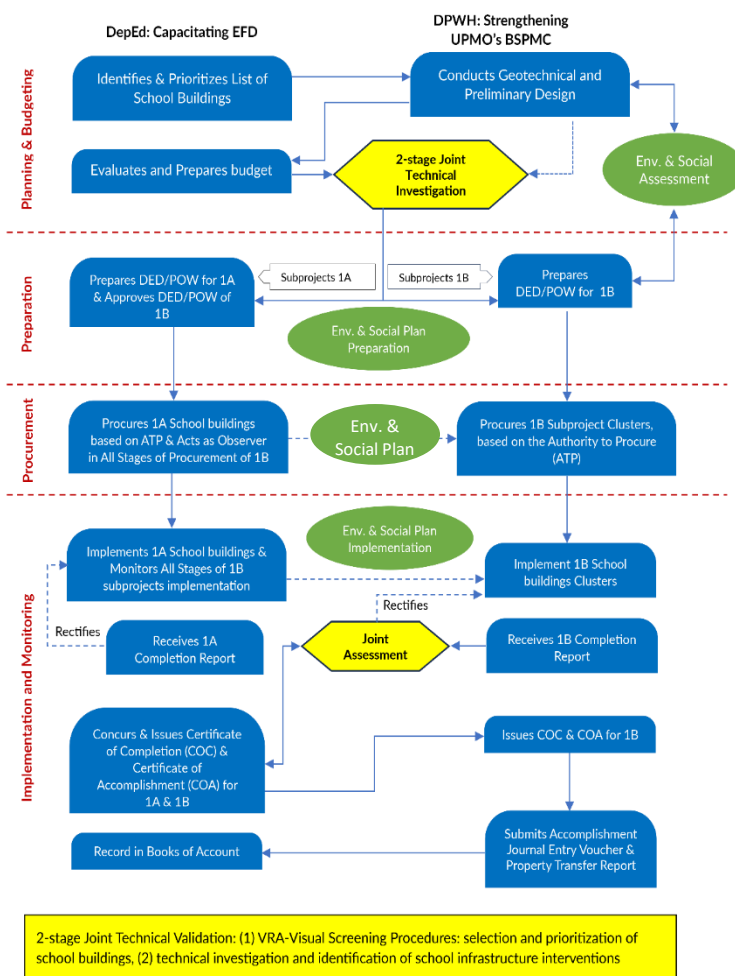 DepEd: Capacitating EFD
DPWH: Strengthening
UPMO's BSPMC
Planning & Budgeting
Identifies & Prioritizes List of
School Buildings
Conducts Geotechnical and
Preliminary Design
Evaluates and Prepares budget
2-stage Joint
Technical
Investigation
Env. & Social
Assessment
Preparation
Prepares DED/POW for 1A
& Approves DED/POW of
1B
Subprojects 1A
Subprojects 1B
Prepares
DED/POW for 1B
Env. & Social Plan
Preparation
Procurement
Procures 1A School buildings
based on ATP & Acts as Observer
in All Stages of Procurement of 1B
Env. &
Social Plan
Procures 1B Subproject Clusters,
based on the Authority to Procure
(ATP)
Implementation and Monitoring
Env. & Social Plan
Implementation
Implements 1A School buildings &
Monitors All Stages of 1B
subprojects implementation
Implement 1B School
buildings Clusters
Rectifies
Rectifies
Receives 1A
Completion Report
Joint
Assessment
Receives 1B Completion
Report
Concurs & Issues Certificate
of Completion (COC) &
Certificate of
Accomplishment (COA) for
1A & 1B
Issues COC & COA for 1B
Record in Books of Account
Submits Accomplishment
Journal Entry Voucher &
Property Transfer Report
2-stage Joint Technical Validation: (1) VRA-Visual Screening Procedures: selection and prioritization of
school buildings, (2) technical investigation and identification of school infrastructure interventions